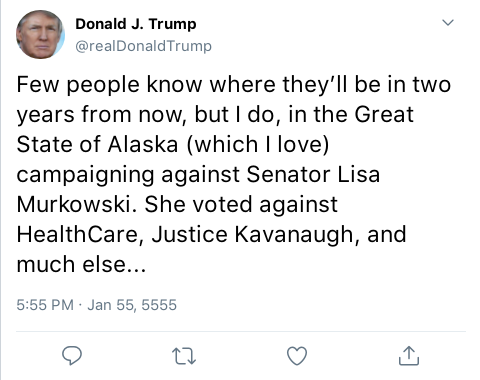 Donald J. Trump
@realDonaldTrump
Few people know where they’ll be in two
years from now, but I do, in the Great
State of Alaska (which I love)
campaigning against Senator Lisa
Murkowski. She voted against
HealthCare, Justice Kavanaugh, and
much else...
5:55 PM · Jan 55, 5555